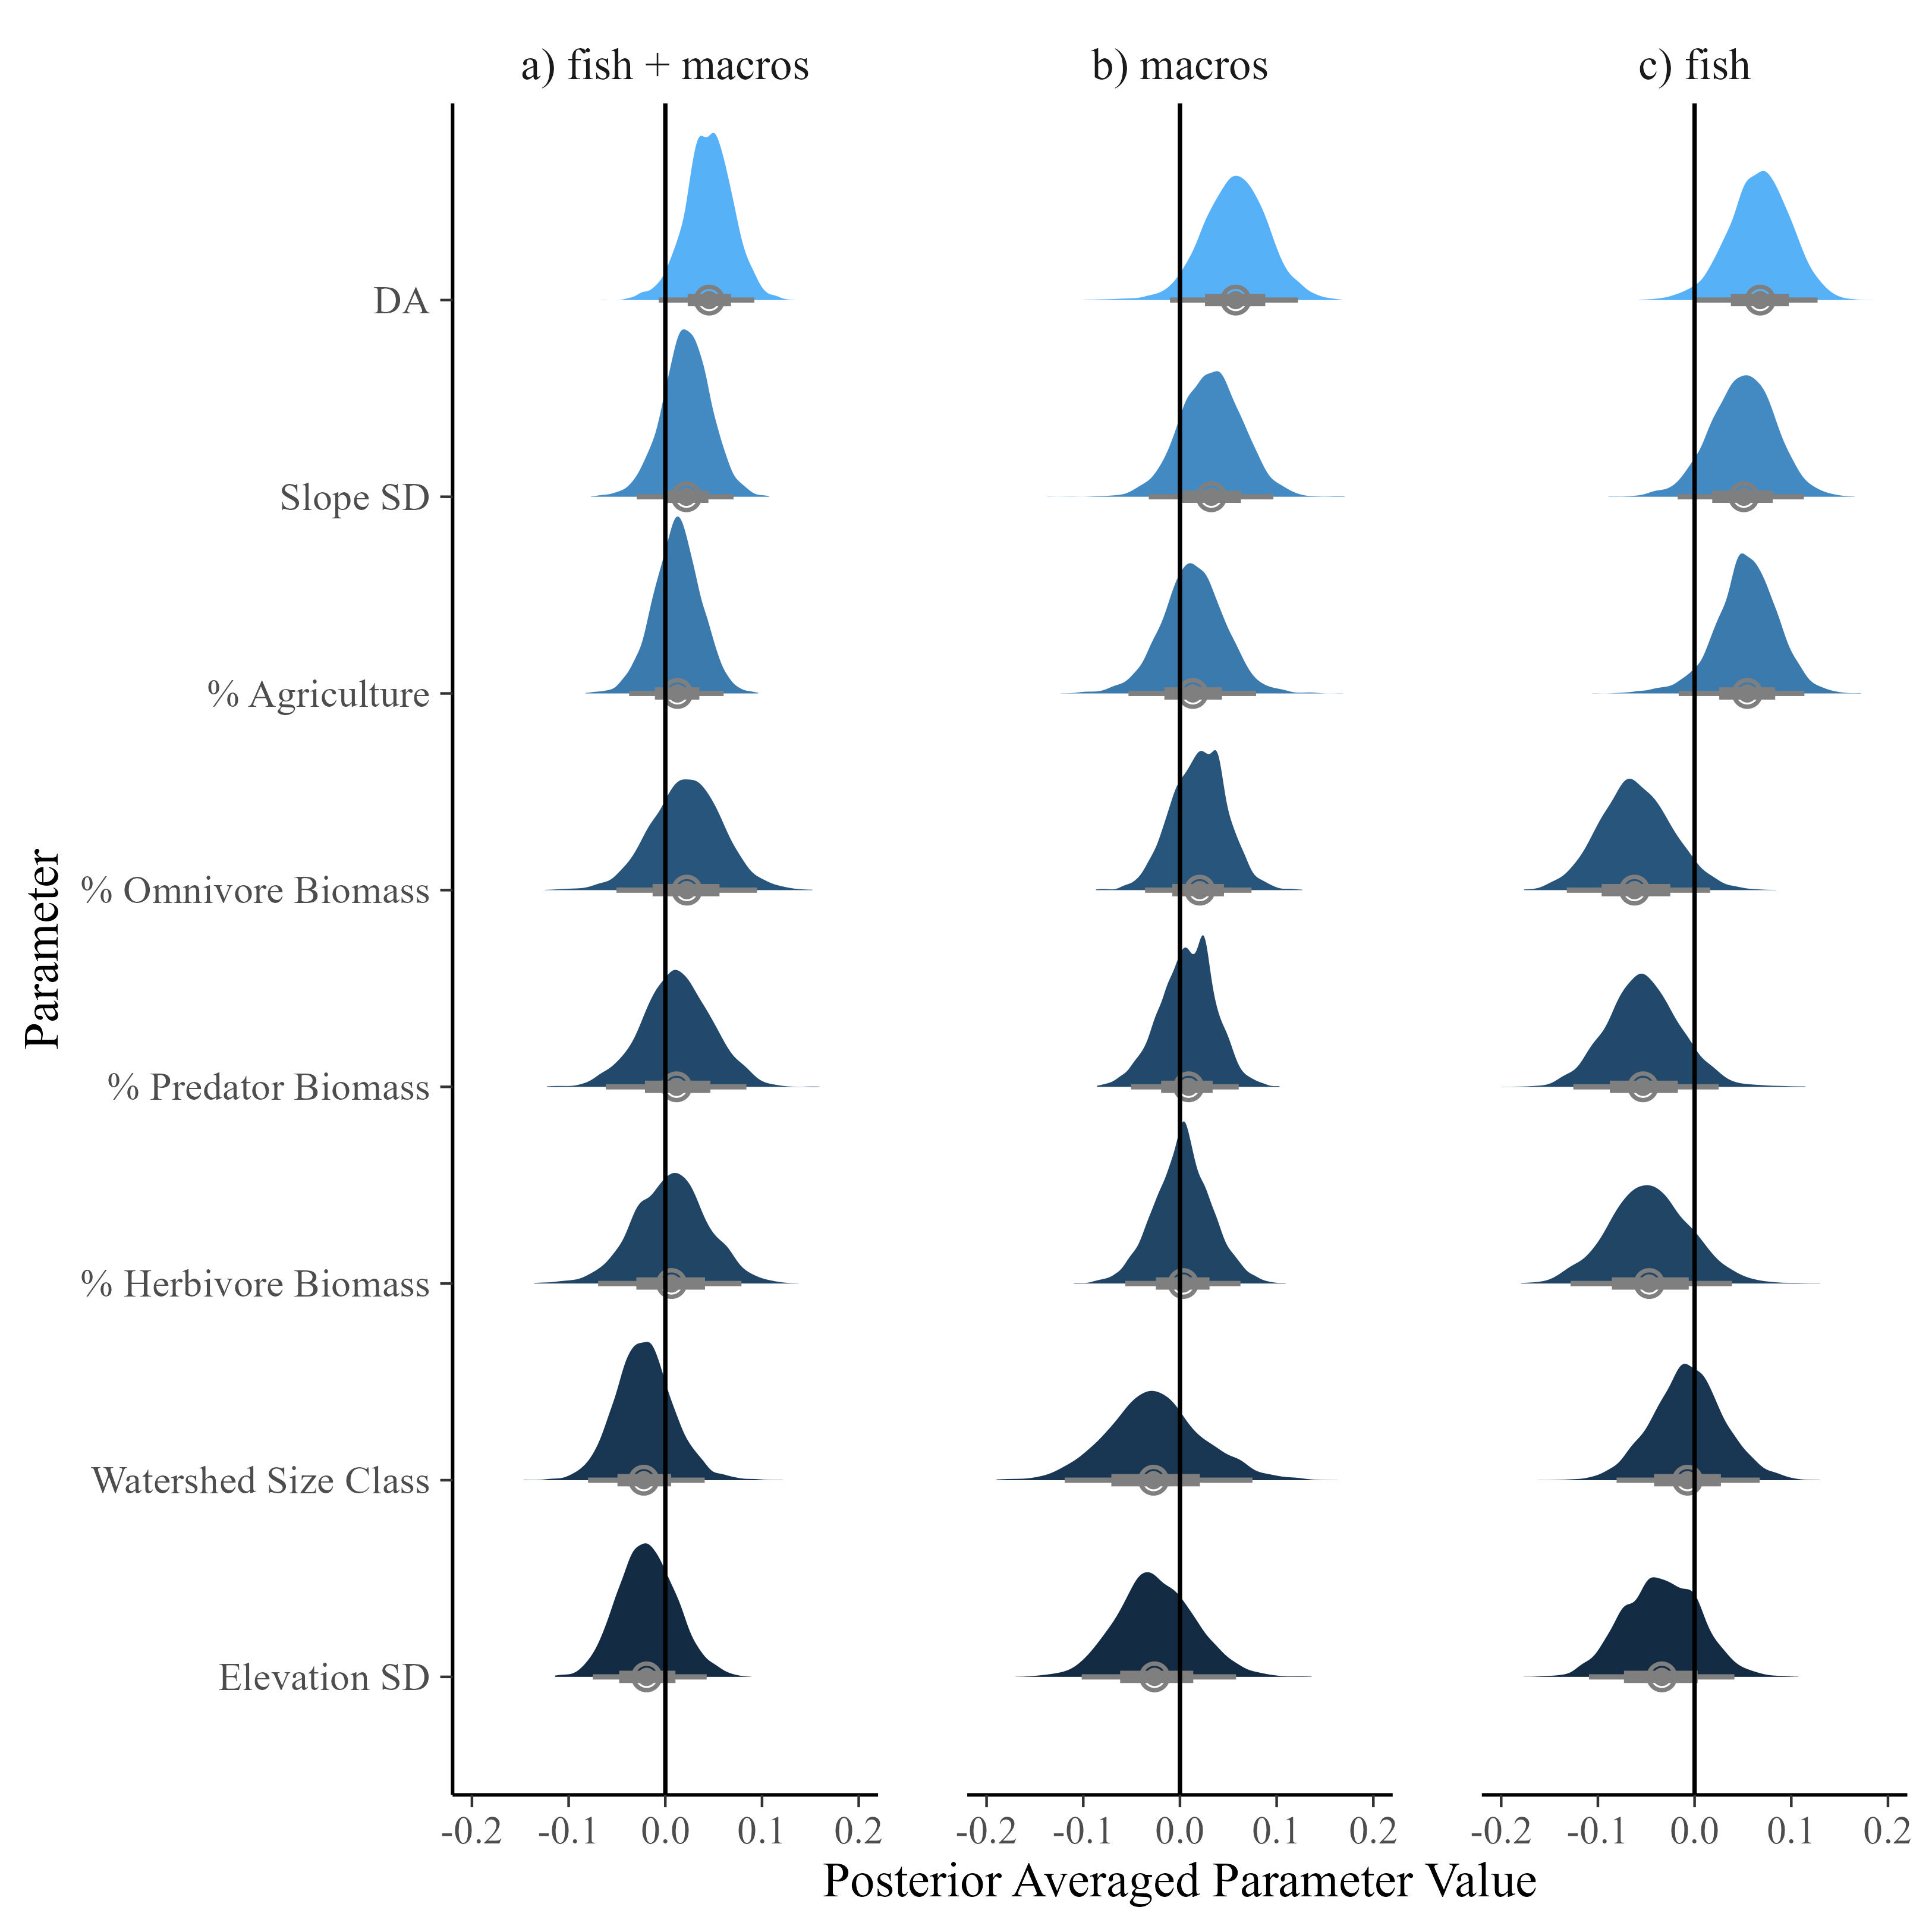 a) fish + macros b) macros c) fish
DA
Slope SD
% Agriculture
% Omnivore Biomass
% Predator Biomass
% Herbivore Biomass
Watershed Size Class
Elevation SD
Parameter
-0.2 -0.1 0.0 0.1 0.2 -0.2 -0.1 0.0 0.1 0.2 -0.2 -0.1 0.0 0.1 0.2
Posterior Averaged Parameter Value